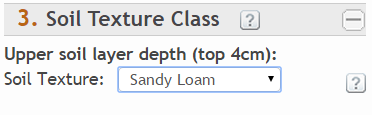 3. Soil Texture Class ?
Upper soil layer depth (top 4cm):
Soil Texture: Sandy Loam ?